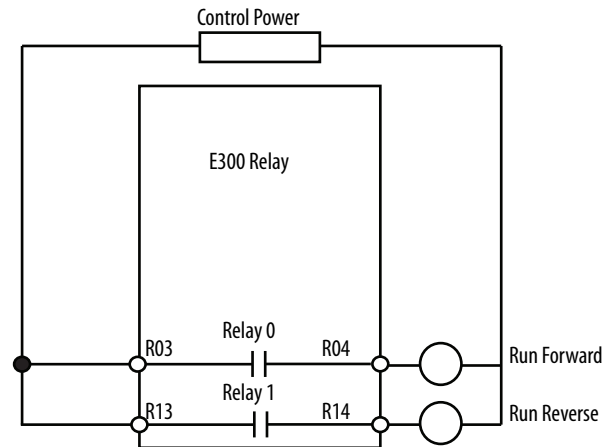 Control Power
E300 Relay
Relay 0
R03
R04
Run Forward
Relay 1
R13
R14
Run Reverse